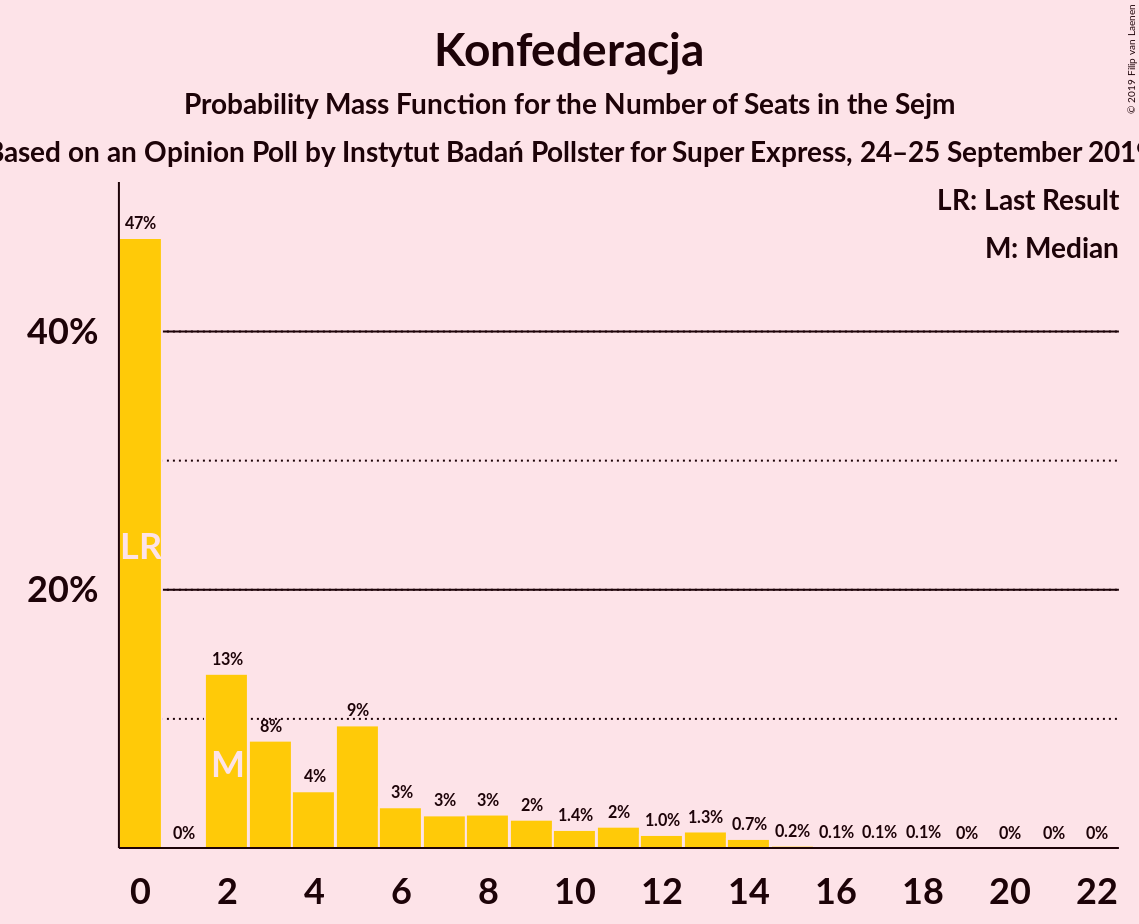 Konfederacja
Probability Mass Function for the Number of Seats in the Sejm
Based on an Opinion Poll by Instytut Badań Pollster for Super Express, 24–25 September 2019
© 2019 Filip van Laenen
LR: Last Result
M: Median
47%
40%
LR
20%
13%
9%
8%
M
4%
3%
3%
3%
2%
1.4%
2%
1.0%
1.3%
0.7%
0.2%
0.1%
0.1%
0.1%
0%
0%
0%
0%
0%
0 2 4 6 8 10 12 14 16 18 20 22